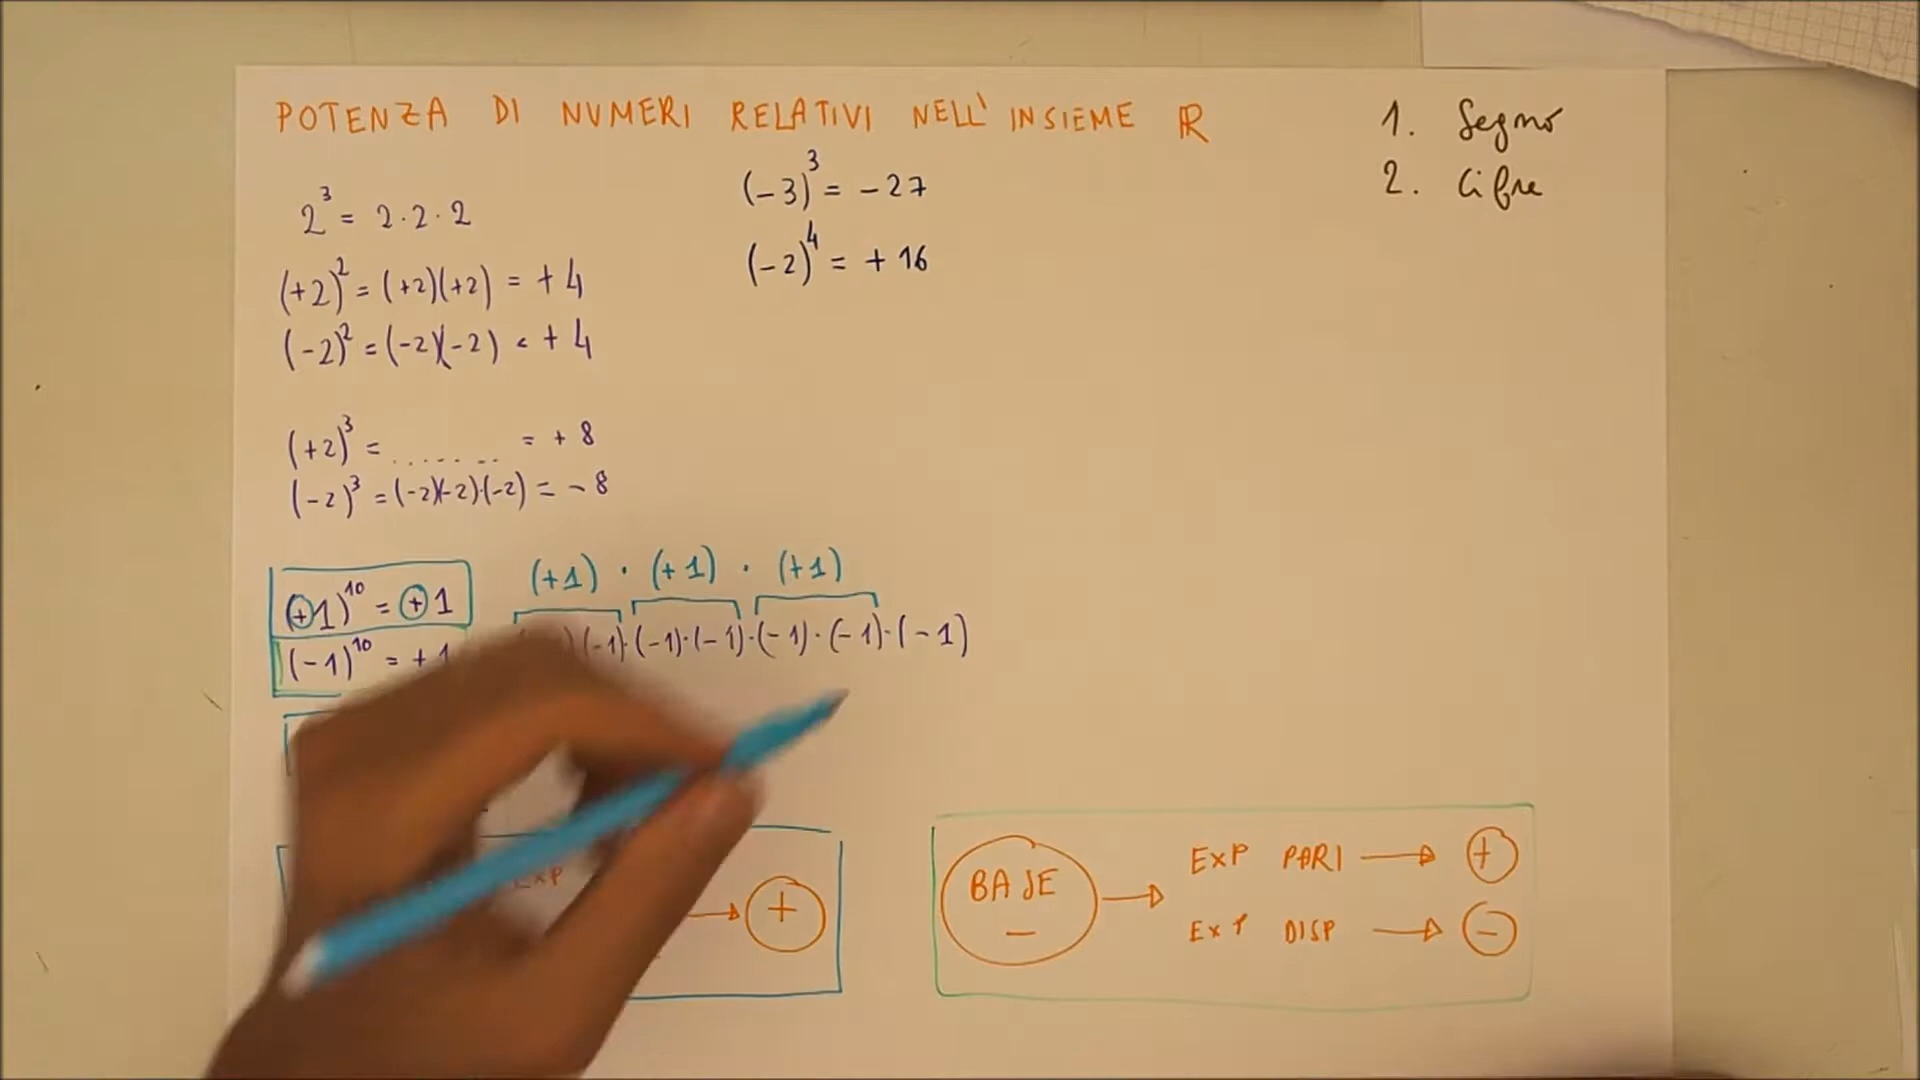 POTENZA DI NUMERI RELATIVI NELL'INSIEME ℝ
1. Segno
2. Cifre
2³ = 2·2·2
(+2)² = (+2)(+2) = +4
(-2)² = (-2)(-2) = +4
(+2)³ = ....... = +8
(-2)³ = (-2)(-2)·(-2) = -8
(-3)³ = -27
(-2)⁴ = +16
(+1)¹⁰ = +1
(-1)¹⁰ = +1
(+1) · (+1) · (+1)
(-1)·(-1)·(-1)·(-1)·(-1)·(-1)
EXP
+
BASE
-
EXP PARI → +
EXP DISP → -